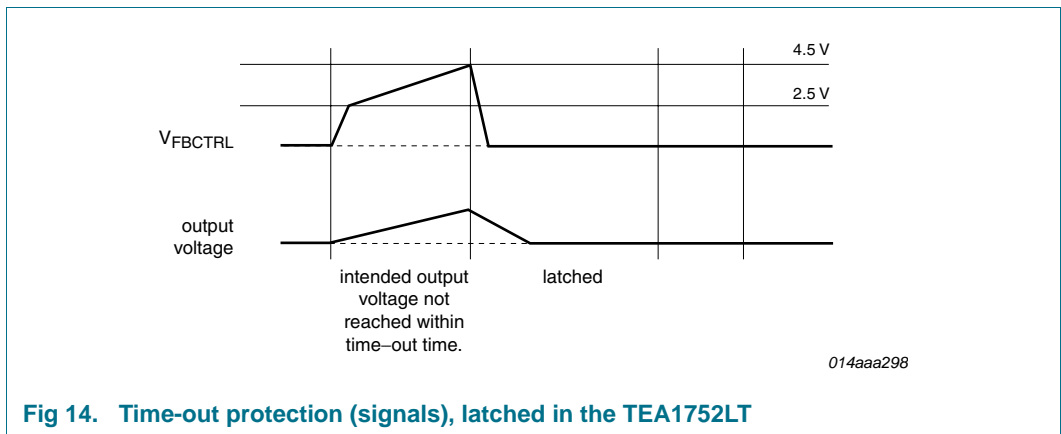 4.5 V
2.5 V
VFBCTRL
output
voltage
intended output
voltage not
reached within
time–out time.
latched
014aaa298
Fig 14. Time-out protection (signals), latched in the TEA1752LT